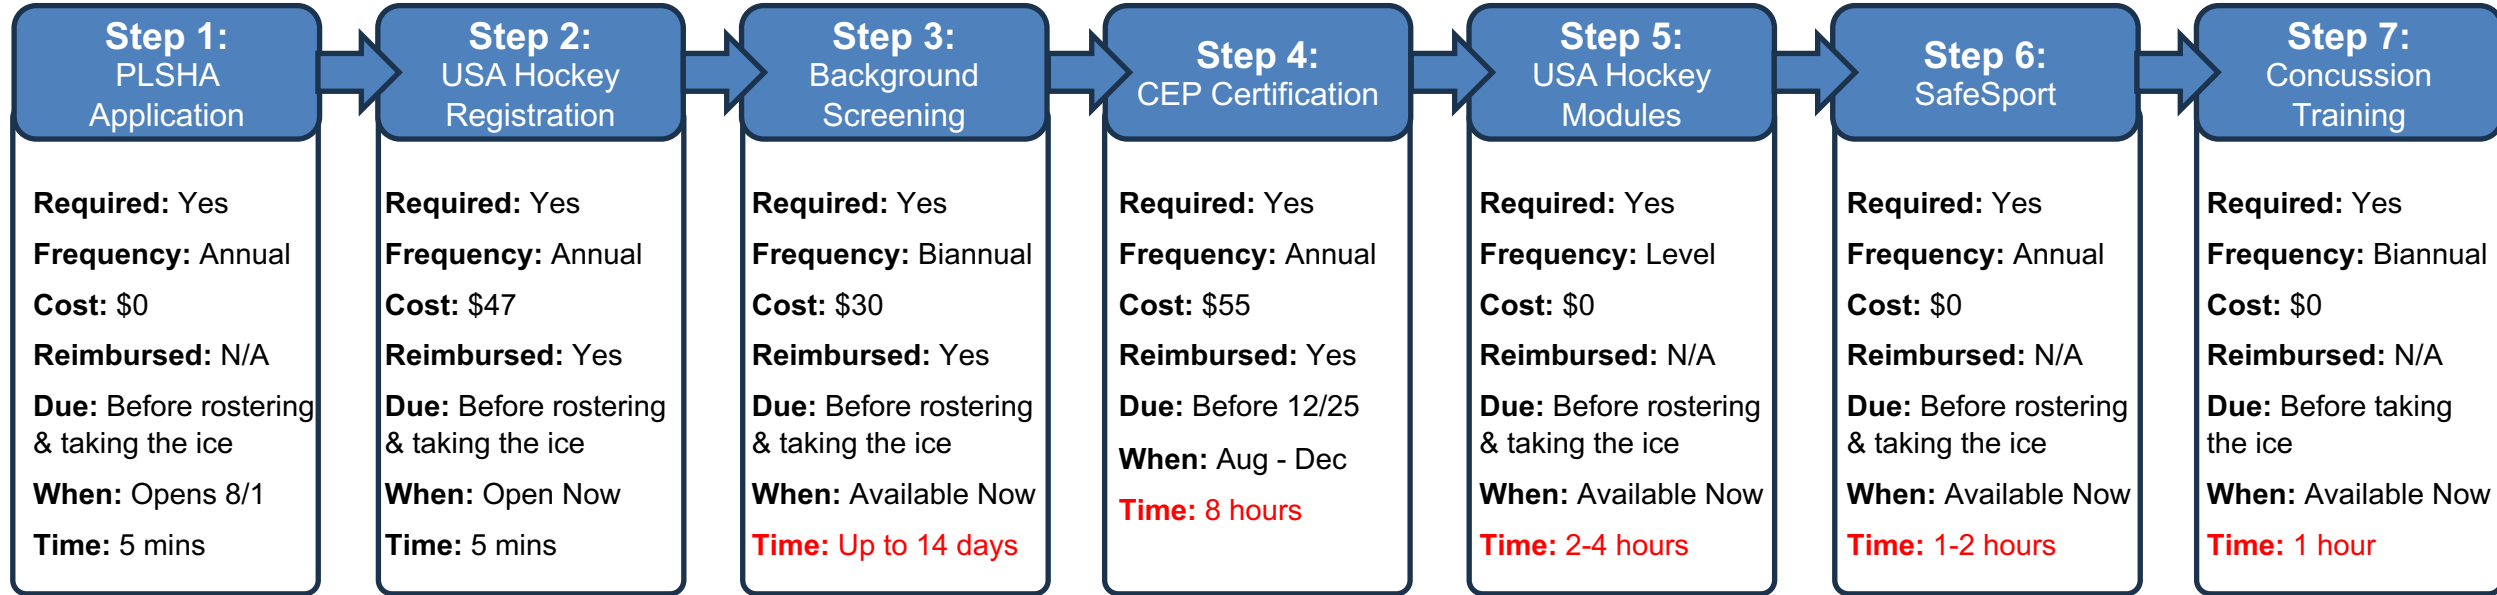 Step 1:
PLSHA
Application
Required: Yes
Frequency: Annual
Cost: $0
Reimbursed: N/A
Due: Before rostering
& taking the ice
When: Opens 8/1
Time: 5 mins
Step 2:
USA Hockey
Registration
Required: Yes
Frequency: Annual
Cost: $47
Reimbursed: Yes
Due: Before rostering
& taking the ice
When: Open Now
Time: 5 mins
Step 3:
Background
Screening
Required: Yes
Frequency: Biannual
Cost: $30
Reimbursed: Yes
Due: Before rostering
& taking the ice
When: Available Now
Time: Up to 14 days
Step 4:
CEP Certification
Required: Yes
Frequency: Annual
Cost: $55
Reimbursed: Yes
Due: Before 12/25
When: Aug - Dec
Time: 8 hours
Step 5:
USA Hockey
Modules
Required: Yes
Frequency: Level
Cost: $0
Reimbursed: N/A
Due: Before rostering
& taking the ice
When: Available Now
Time: 2-4 hours
Step 6:
SafeSport
Required: Yes
Frequency: Annual
Cost: $0
Reimbursed: N/A
Due: Before rostering
& taking the ice
When: Available Now
Time: 1-2 hours
Step 7:
Concussion
Training
Required: Yes
Frequency: Biannual
Cost: $0
Reimbursed: N/A
Due: Before taking
the ice
When: Available Now
Time: 1 hour